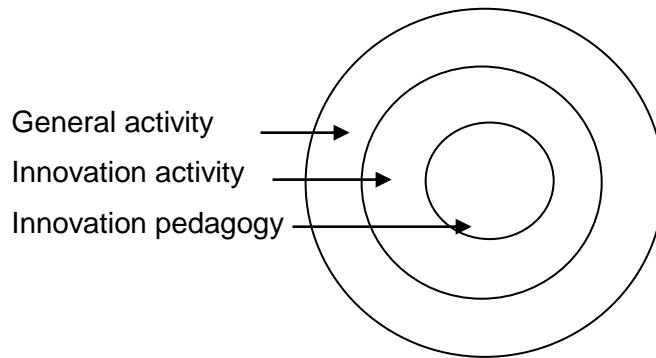 General activity
Innovation activity
Innovation pedagogy